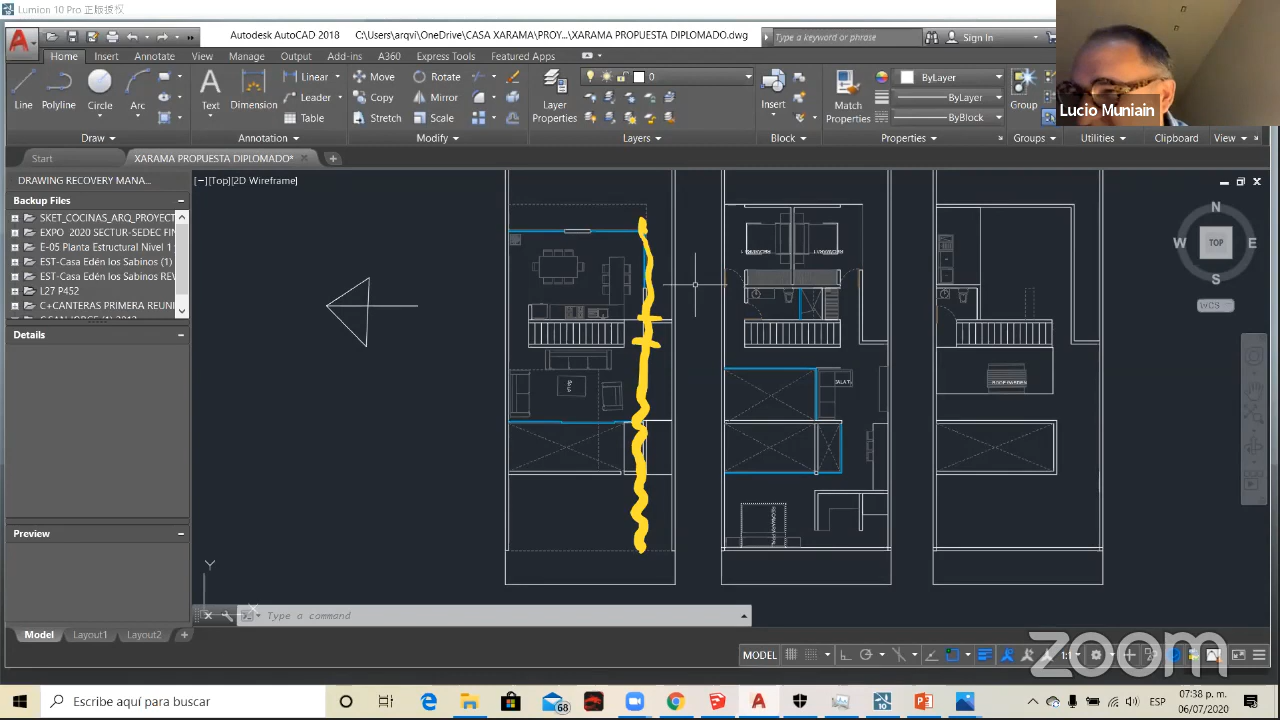 Lumion 10 Pro 正版授权
Autodesk AutoCAD 2018 C:\Users\arqvi\OneDrive\CASA XARAMA\PROY...\XARAMA PROPUESTA DIPLOMADO.dwg
Type a keyword or phrase
Sign In
Home Insert Annotate View Manage Output Add-ins A360 Express Tools Featured Apps
Line Polyline Circle Arc
Text Dimension
Linear
Leader
Table
Move Rotate
Copy Mirror
Stretch Scale
Layer
Properties
0
Insert
Match
Properties
ByLayer
ByLayer
ByBlock
Group
Lucio Muniain
Draw Annotation Modify Layers Block Properties Groups Utilities Clipboard View
Start XARAMA PROPUESTA DIPLOMADO*
DRAWING RECOVERY MANA...
Backup Files
SKET_COCINAS_ARQ_PROYECT
EXPO 2020 SECTUR-SEDEC FIN
E-05 Planta Estructural Nivel 1
EST-Casa Edén los Sabinos (1)
EST-Casa Edén los Sabinos
L27 P452
C+CANTERAS PRIMERA REUNI
Details
Preview
[−][Top][2D Wireframe]
N
W TOP E
S
WCS
ROOF GARDEN
Y
X
Type a command
Model Layout1 Layout2
MODEL
1:1
zoom
Escribe aquí para buscar
68
ESP
07:38 p. m.
06/07/2020